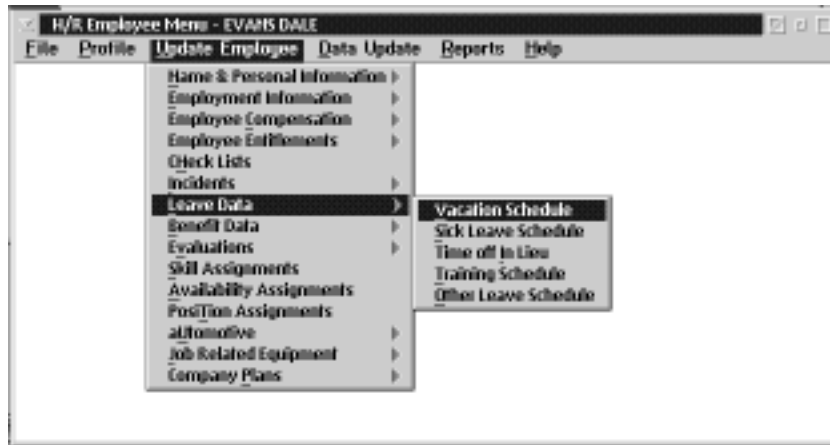 H/R Employee Menu - EVANS DALE
File Profile Update Employee Data Update Reports Help
Name & Personal Information
Employment Information
Employee Compensation
Employee Entitlements
CHeck Lists
Incidents
Leave Data
Benefit Data
Evaluations
Skill Assignments
Availability Assignments
PosiTion Assignments
aUtomotive
Job Related Equipment
Company Plans
Vacation Schedule
Sick Leave Schedule
Time off In Lieu
Training Schedule
Other Leave Schedule